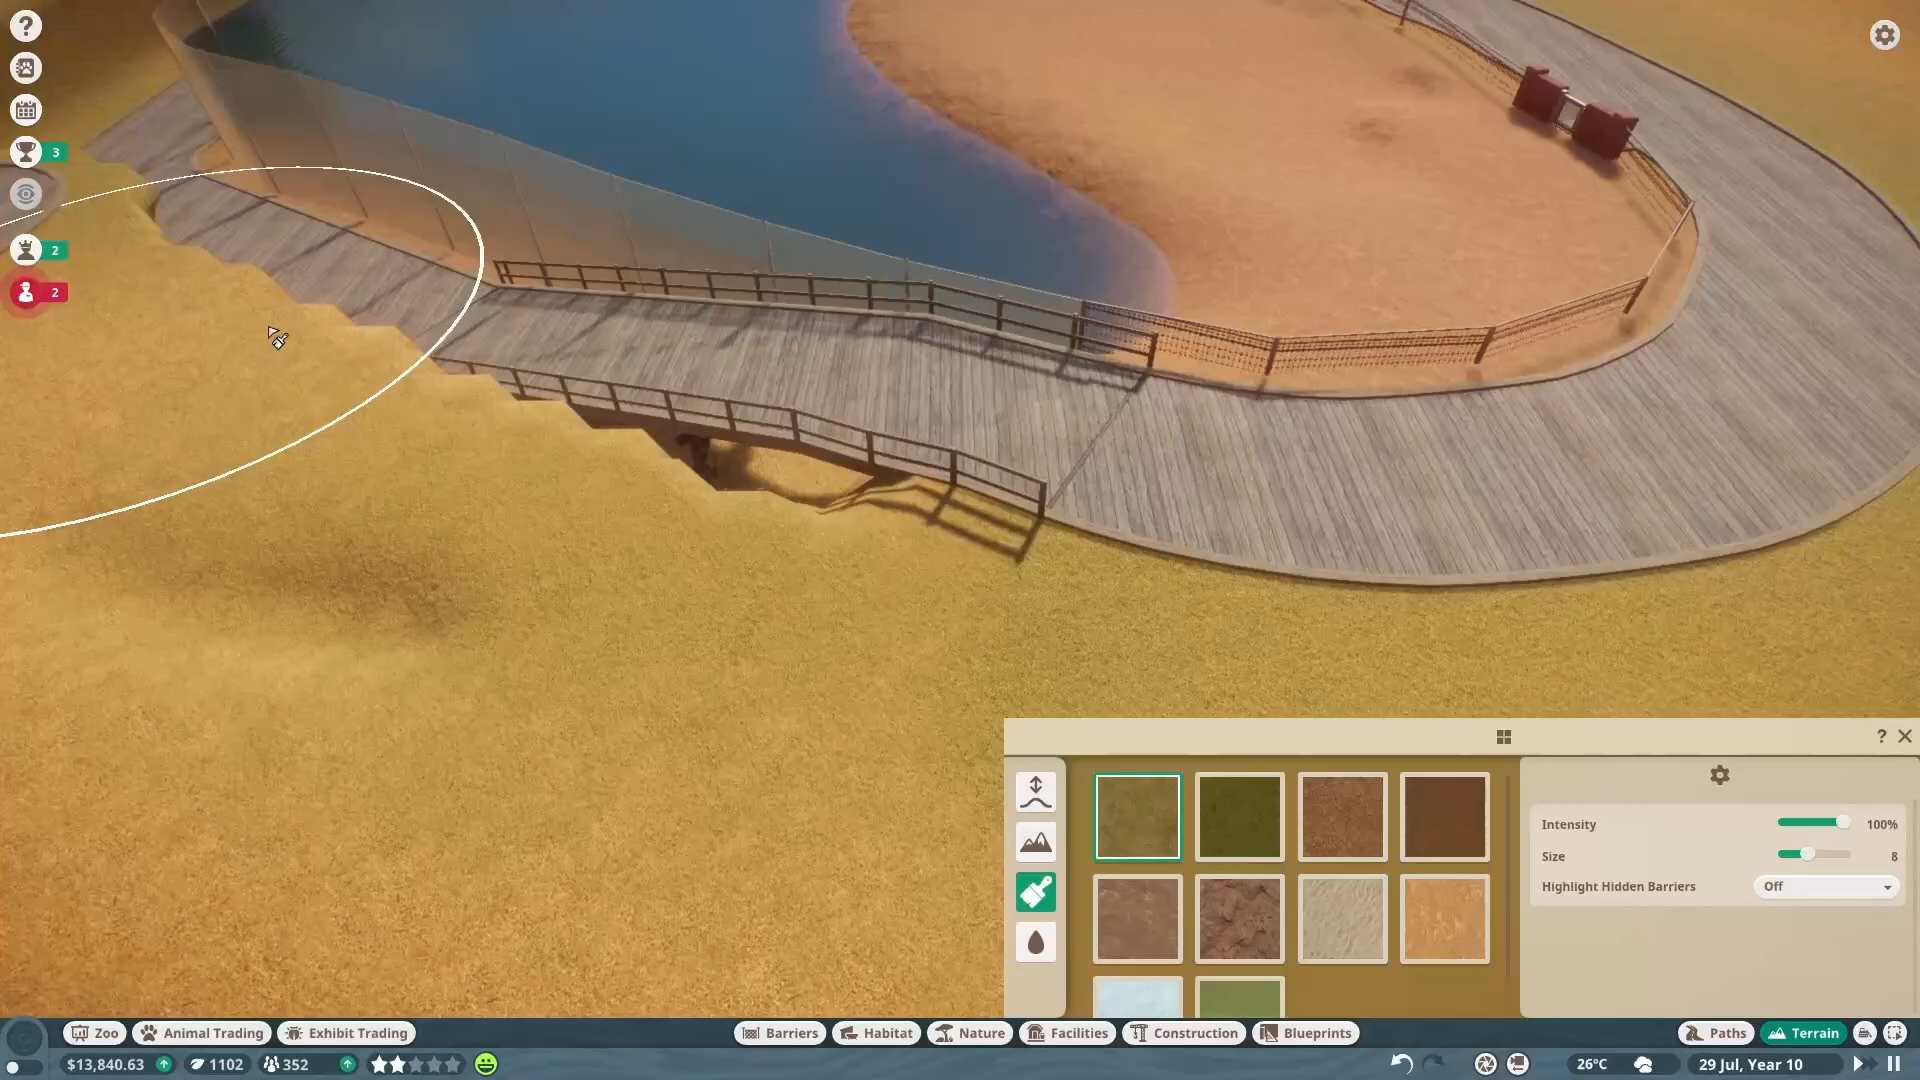 ?
3
2
2
? 
Intensity 100%
Size 8
Highlight Hidden Barriers Off
Zoo Animal Trading Exhibit Trading Barriers Habitat Nature Facilities Construction Blueprints Paths Terrain
$13,840.63 1102 352 26°C 29 Jul, Year 10